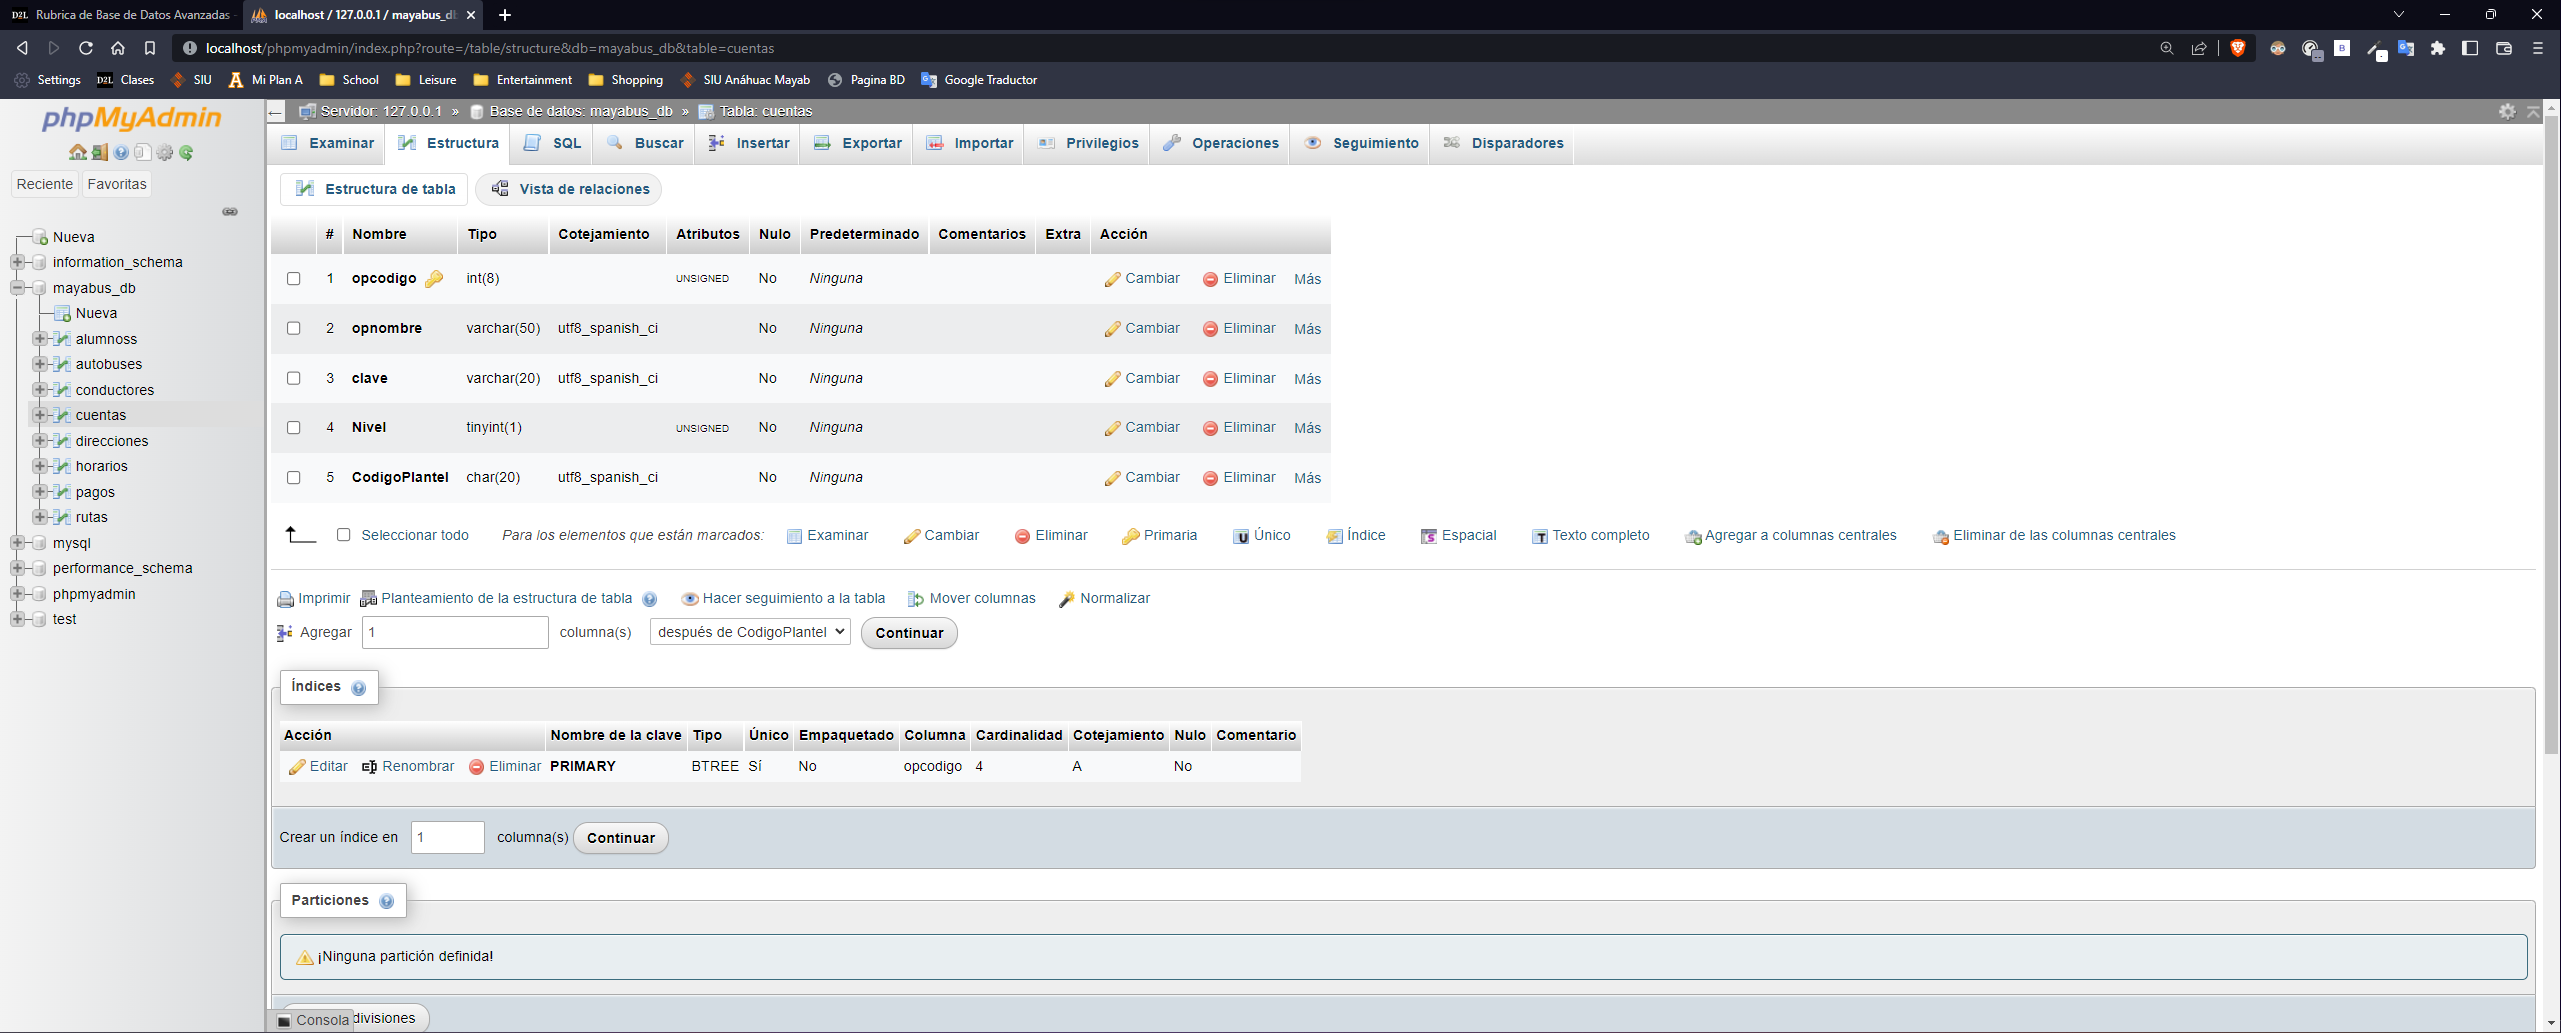 D2L Rubrica de Base de Datos Avanzadas -
localhost / 127.0.0.1 / mayabus_db
localhost/phpmyadmin/index.php?route=/table/structure&db=mayabus_db&table=cuentas
Settings D2L Clases SIU Mi Plan A School Leisure Entertainment Shopping SIU Anáhuac Mayab Pagina BD Google Traductor
phpMyAdmin
Reciente Favoritas
Nueva
information_schema
mayabus_db
Nueva
alumnoss
autobuses
conductores
cuentas
direcciones
horarios
pagos
rutas
mysql
performance_schema
phpmyadmin
test
Servidor: 127.0.0.1 » Base de datos: mayabus_db » Tabla: cuentas
Examinar Estructura SQL Buscar Insertar Exportar Importar Privilegios Operaciones Seguimiento Disparadores
Estructura de tabla Vista de relaciones
# Nombre Tipo Cotejamiento Atributos Nulo Predeterminado Comentarios Extra Acción
1 opcodigo int(8) UNSIGNED No Ninguna Cambiar Eliminar Más
2 opnombre varchar(50) utf8_spanish_ci No Ninguna Cambiar Eliminar Más
3 clave varchar(20) utf8_spanish_ci No Ninguna Cambiar Eliminar Más
4 Nivel tinyint(1) UNSIGNED No Ninguna Cambiar Eliminar Más
5 CodigoPlantel char(20) utf8_spanish_ci No Ninguna Cambiar Eliminar Más
Seleccionar todo Para los elementos que están marcados: Examinar Cambiar Eliminar Primaria Único Índice Espacial Texto completo Agregar a columnas centrales Eliminar de las columnas centrales
Imprimir Planteamiento de la estructura de tabla Hacer seguimiento a la tabla Mover columnas Normalizar
Agregar 1 columna(s) después de CodigoPlantel Continuar
Índices
Acción Nombre de la clave Tipo Único Empaquetado Columna Cardinalidad Cotejamiento Nulo Comentario
Editar Renombrar Eliminar PRIMARY BTREE Sí No opcodigo 4 A No
Crear un índice en 1 columna(s) Continuar
Particiones
¡Ninguna partición definida!
Consola divisiones